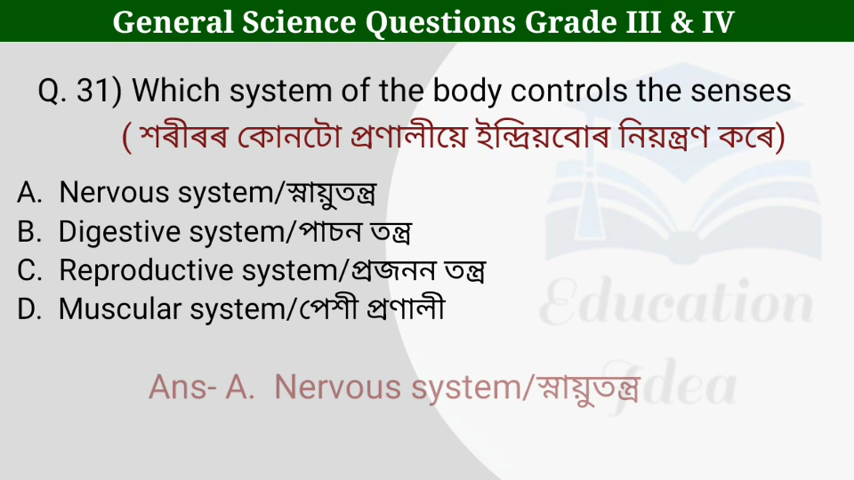 General Science Questions Grade III & IV
Q. 31) Which system of the body controls the senses
( শৰীৰৰ কোনটো প্ৰণালীয়ে ইন্দ্ৰিয়বোৰ নিয়ন্ত্ৰণ কৰে)
A. Nervous system/স্নায়ুতন্ত্ৰ
B. Digestive system/পাচন তন্ত্ৰ
C. Reproductive system/প্ৰজনন তন্ত্ৰ
D. Muscular system/পেশী প্ৰণালী
Education
Idea
Ans- A. Nervous system/স্নায়ুতন্ত্ৰ